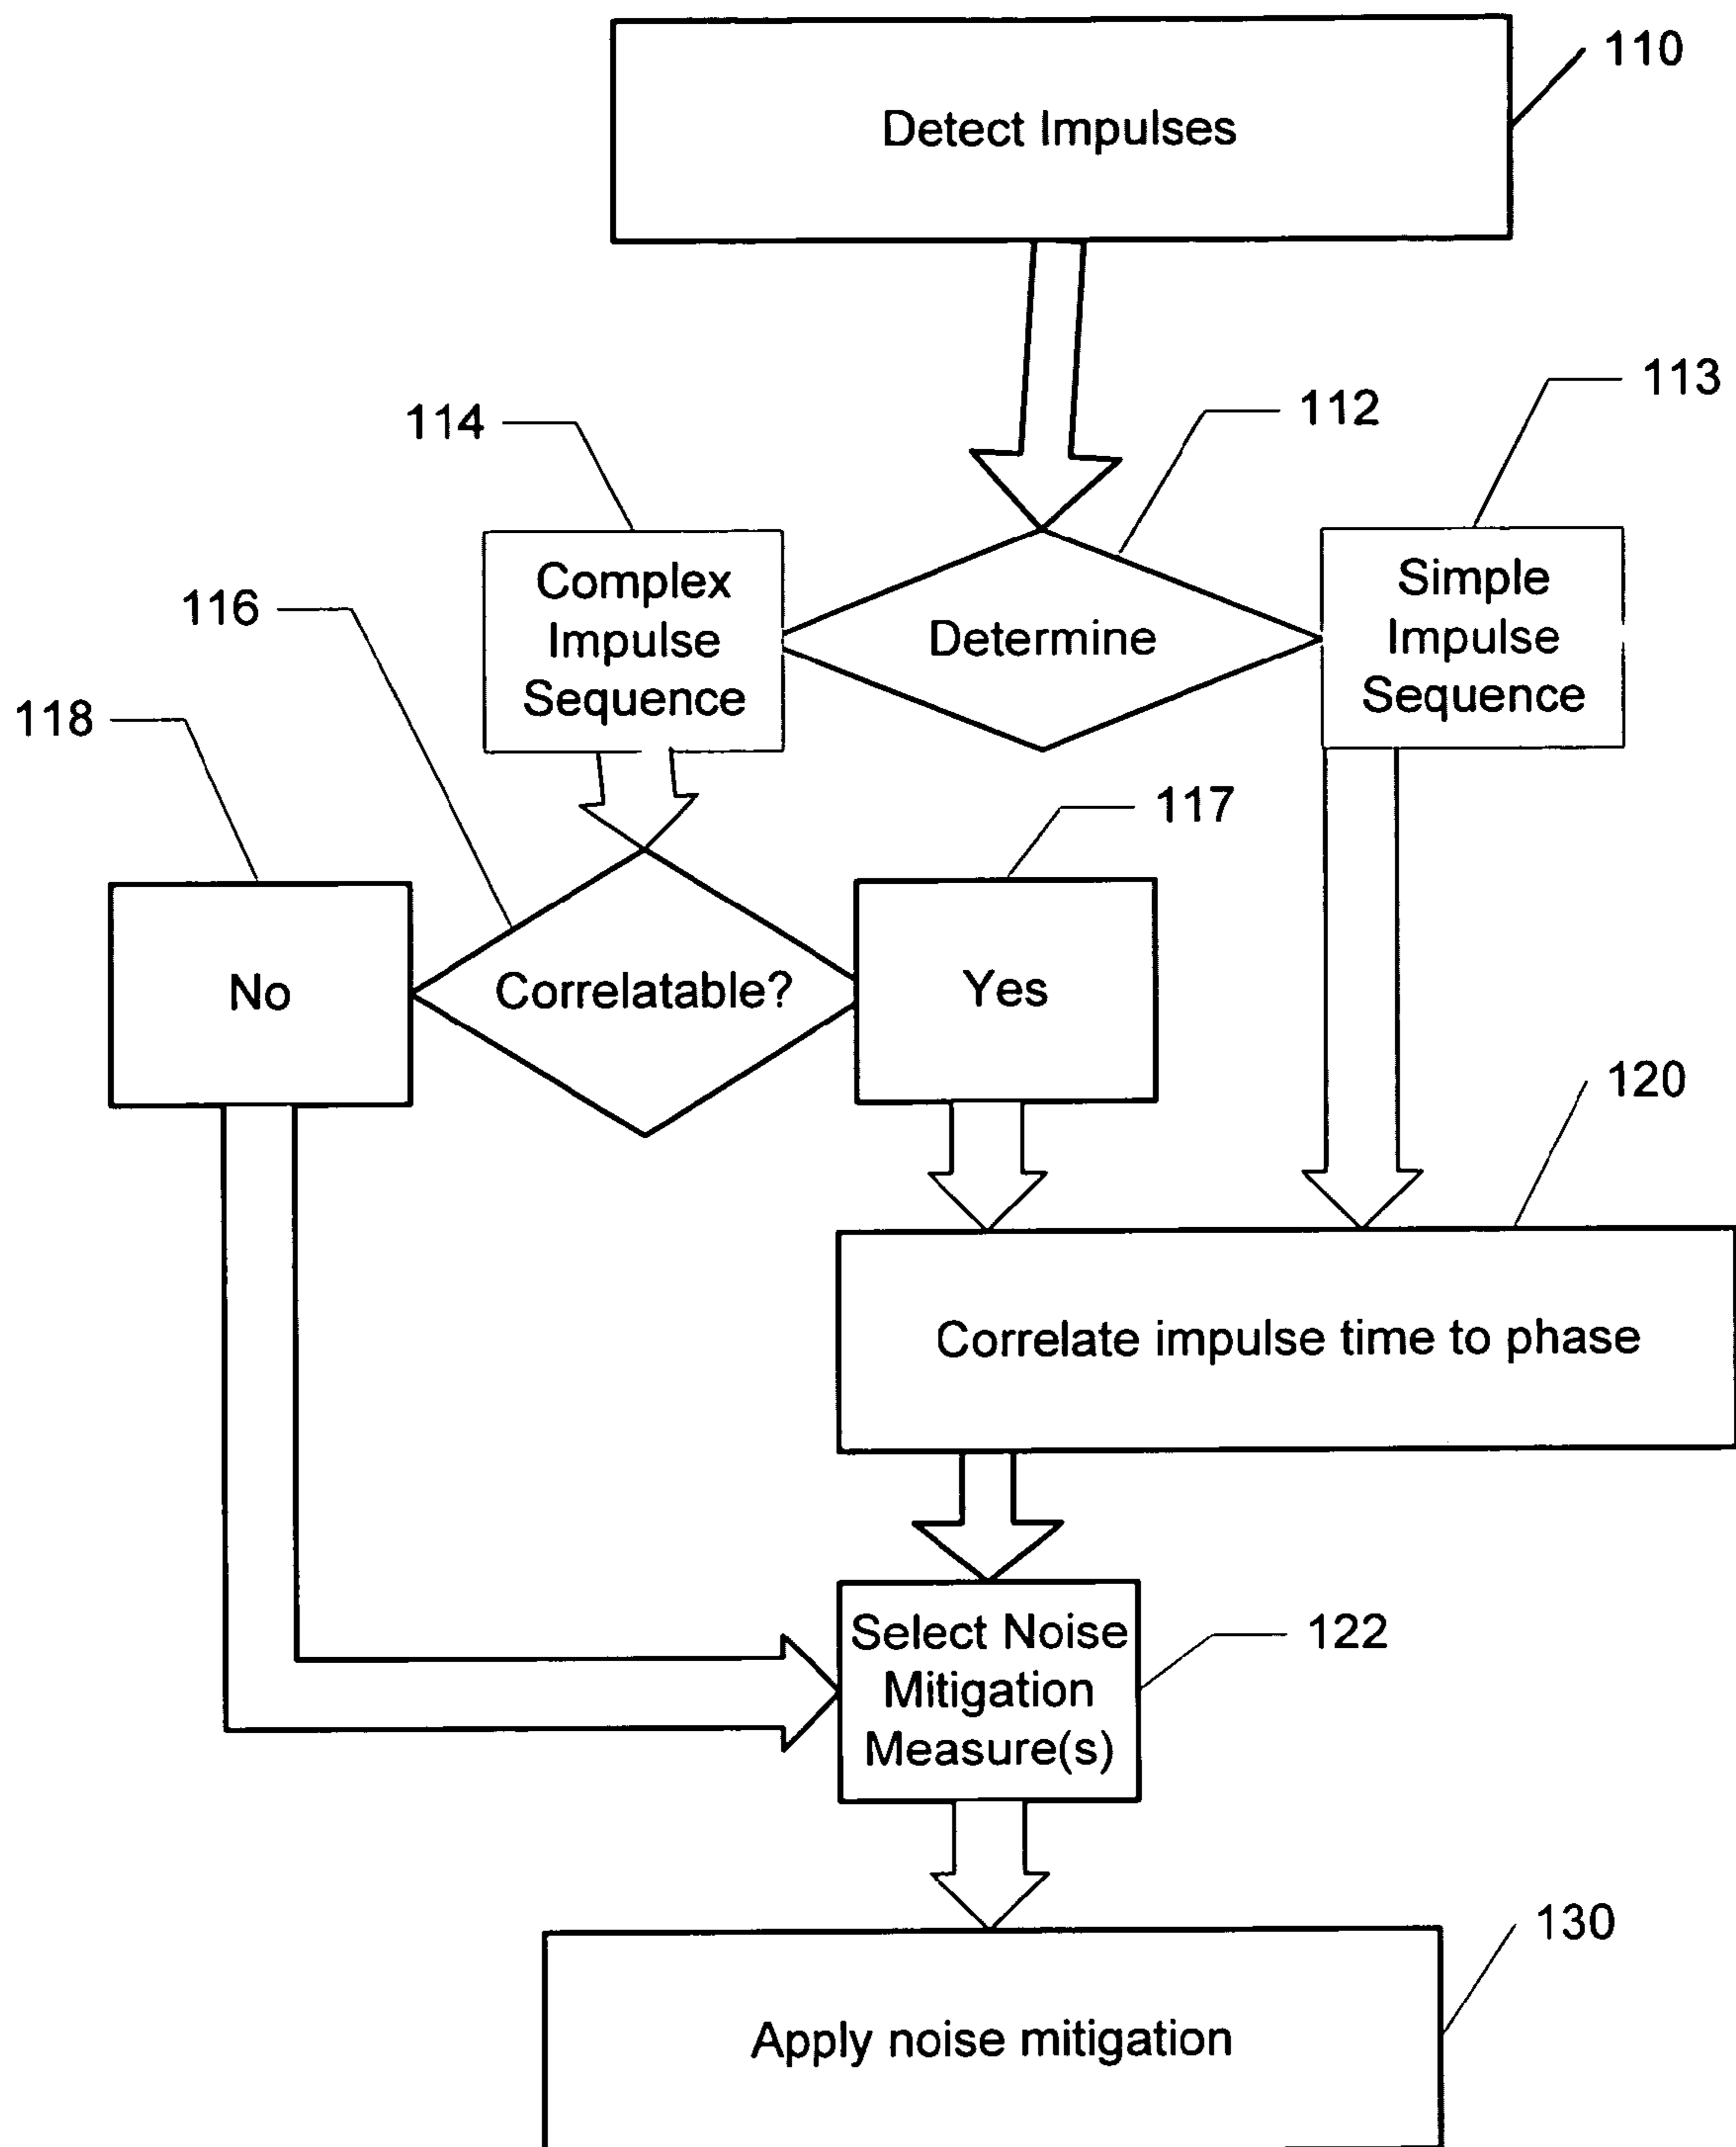 110
Detect Impulses
112
113
114
Complex
Impulse
Sequence
Determine
Simple
Impulse
Sequence
116
118
117
No
Correlatable?
Yes
120
Correlate impulse time to phase
Select Noise
Mitigation
Measure(s)
122
130
Apply noise mitigation